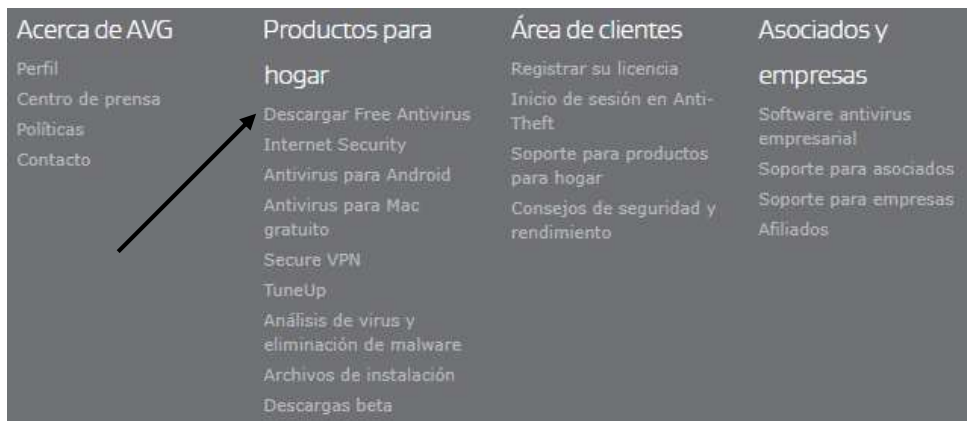 Acerca de AVG
Perfil
Centro de prensa
Políticas
Contacto
Productos para
hogar
Descargar Free Antivirus
Internet Security
Antivirus para Android
Antivirus para Mac
gratuito
Secure VPN
TuneUp
Análisis de virus y
eliminación de malware
Archivos de instalación
Descargas beta
Área de clientes
Registrar su licencia
Inicio de sesión en Anti-
Theft
Soporte para productos
para hogar
Consejos de seguridad y
rendimiento
Asociados y
empresas
Software antivirus
empresarial
Soporte para asociados
Soporte para empresas
Afiliados